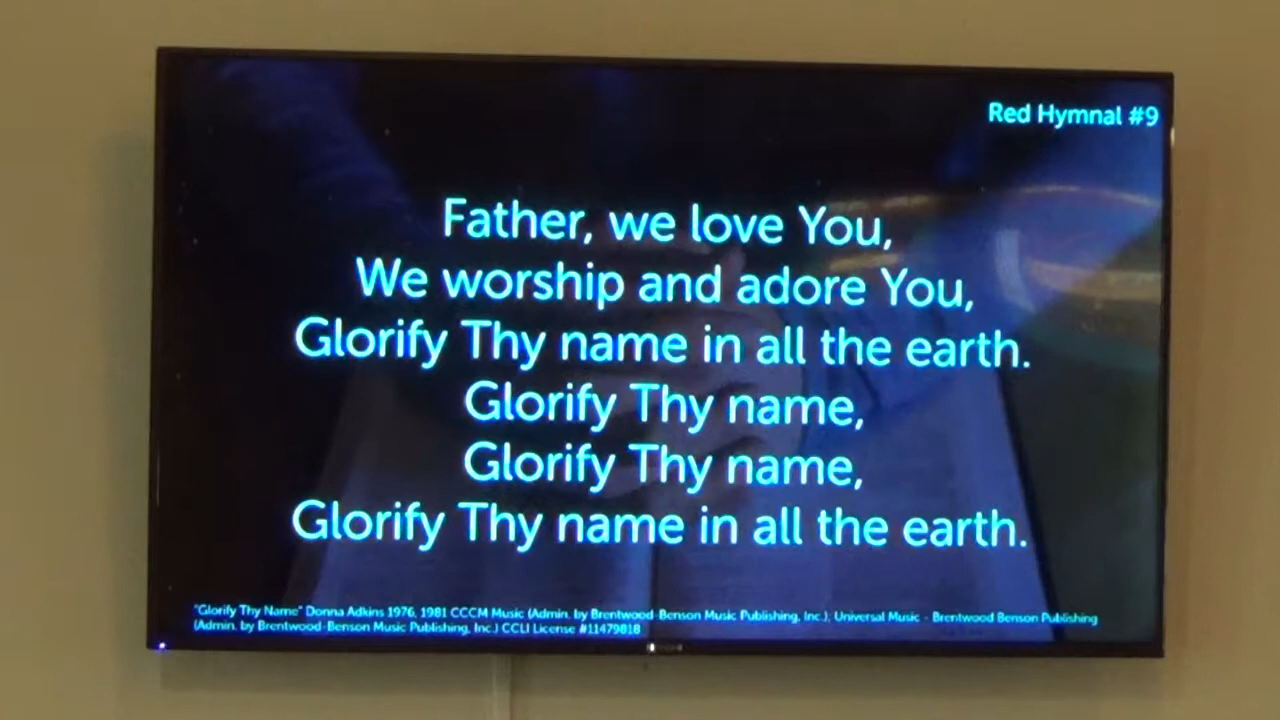 Red Hymnal #9
Father, we love You,
We worship and adore You,
Glorify Thy name in all the earth.
Glorify Thy name,
Glorify Thy name,
Glorify Thy name in all the earth.
"Glorify Thy Name" Donna Adkins 1976, 1981 CCCM Music (Admin. by Brentwood-Benson Music Publishing, Inc.), Universal Music - Brentwood Benson Publishing
(Admin. by Brentwood-Benson Music Publishing, Inc.) CCLI License #11479818